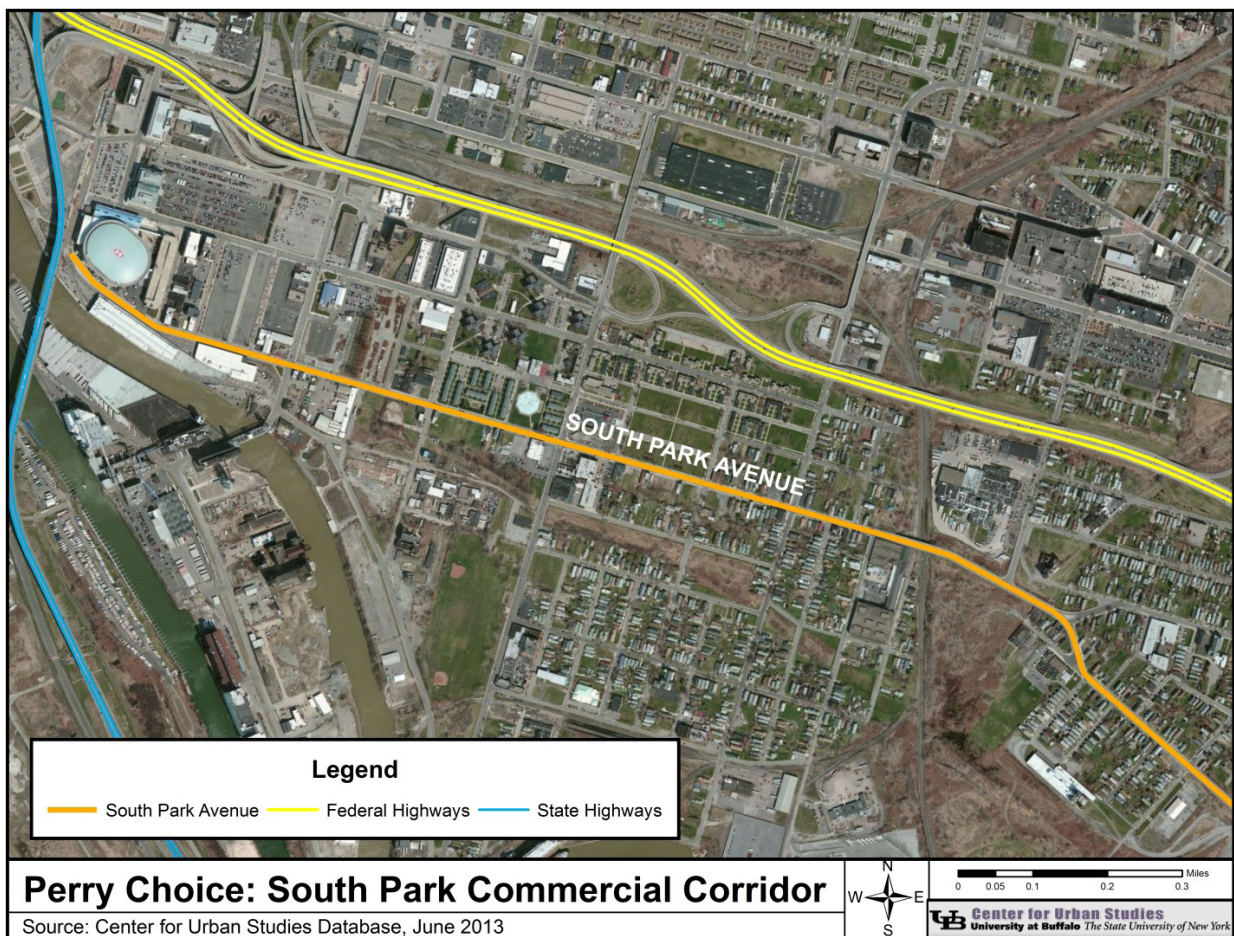 SOUTH PARK AVENUE
Legend
South Park Avenue Federal Highways State Highways
Perry Choice: South Park Commercial Corridor
Source: Center for Urban Studies Database, June 2013
N
W E
S
Miles
0 0.05 0.1 0.2 0.3
UB Center for Urban Studies
University at Buffalo The State University of New York